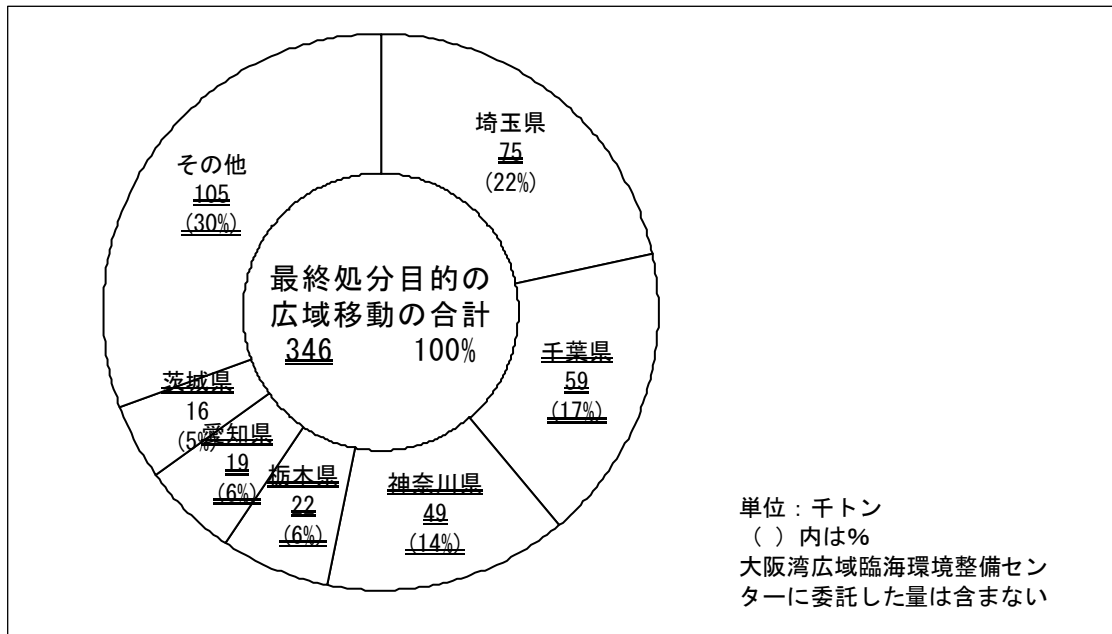 埼玉県
75
(22%)
その他
105
(30%)
最終処分目的の
広域移動の合計
346 100%
千葉県
59
(17%)
茨城県
16
(5%)
愛知県
19
(6%)
栃木県
22
(6%)
神奈川県
49
(14%)
単位：千トン
（ ）内は%
大阪湾広域臨海環境整備セン
ターに委託した量は含まない